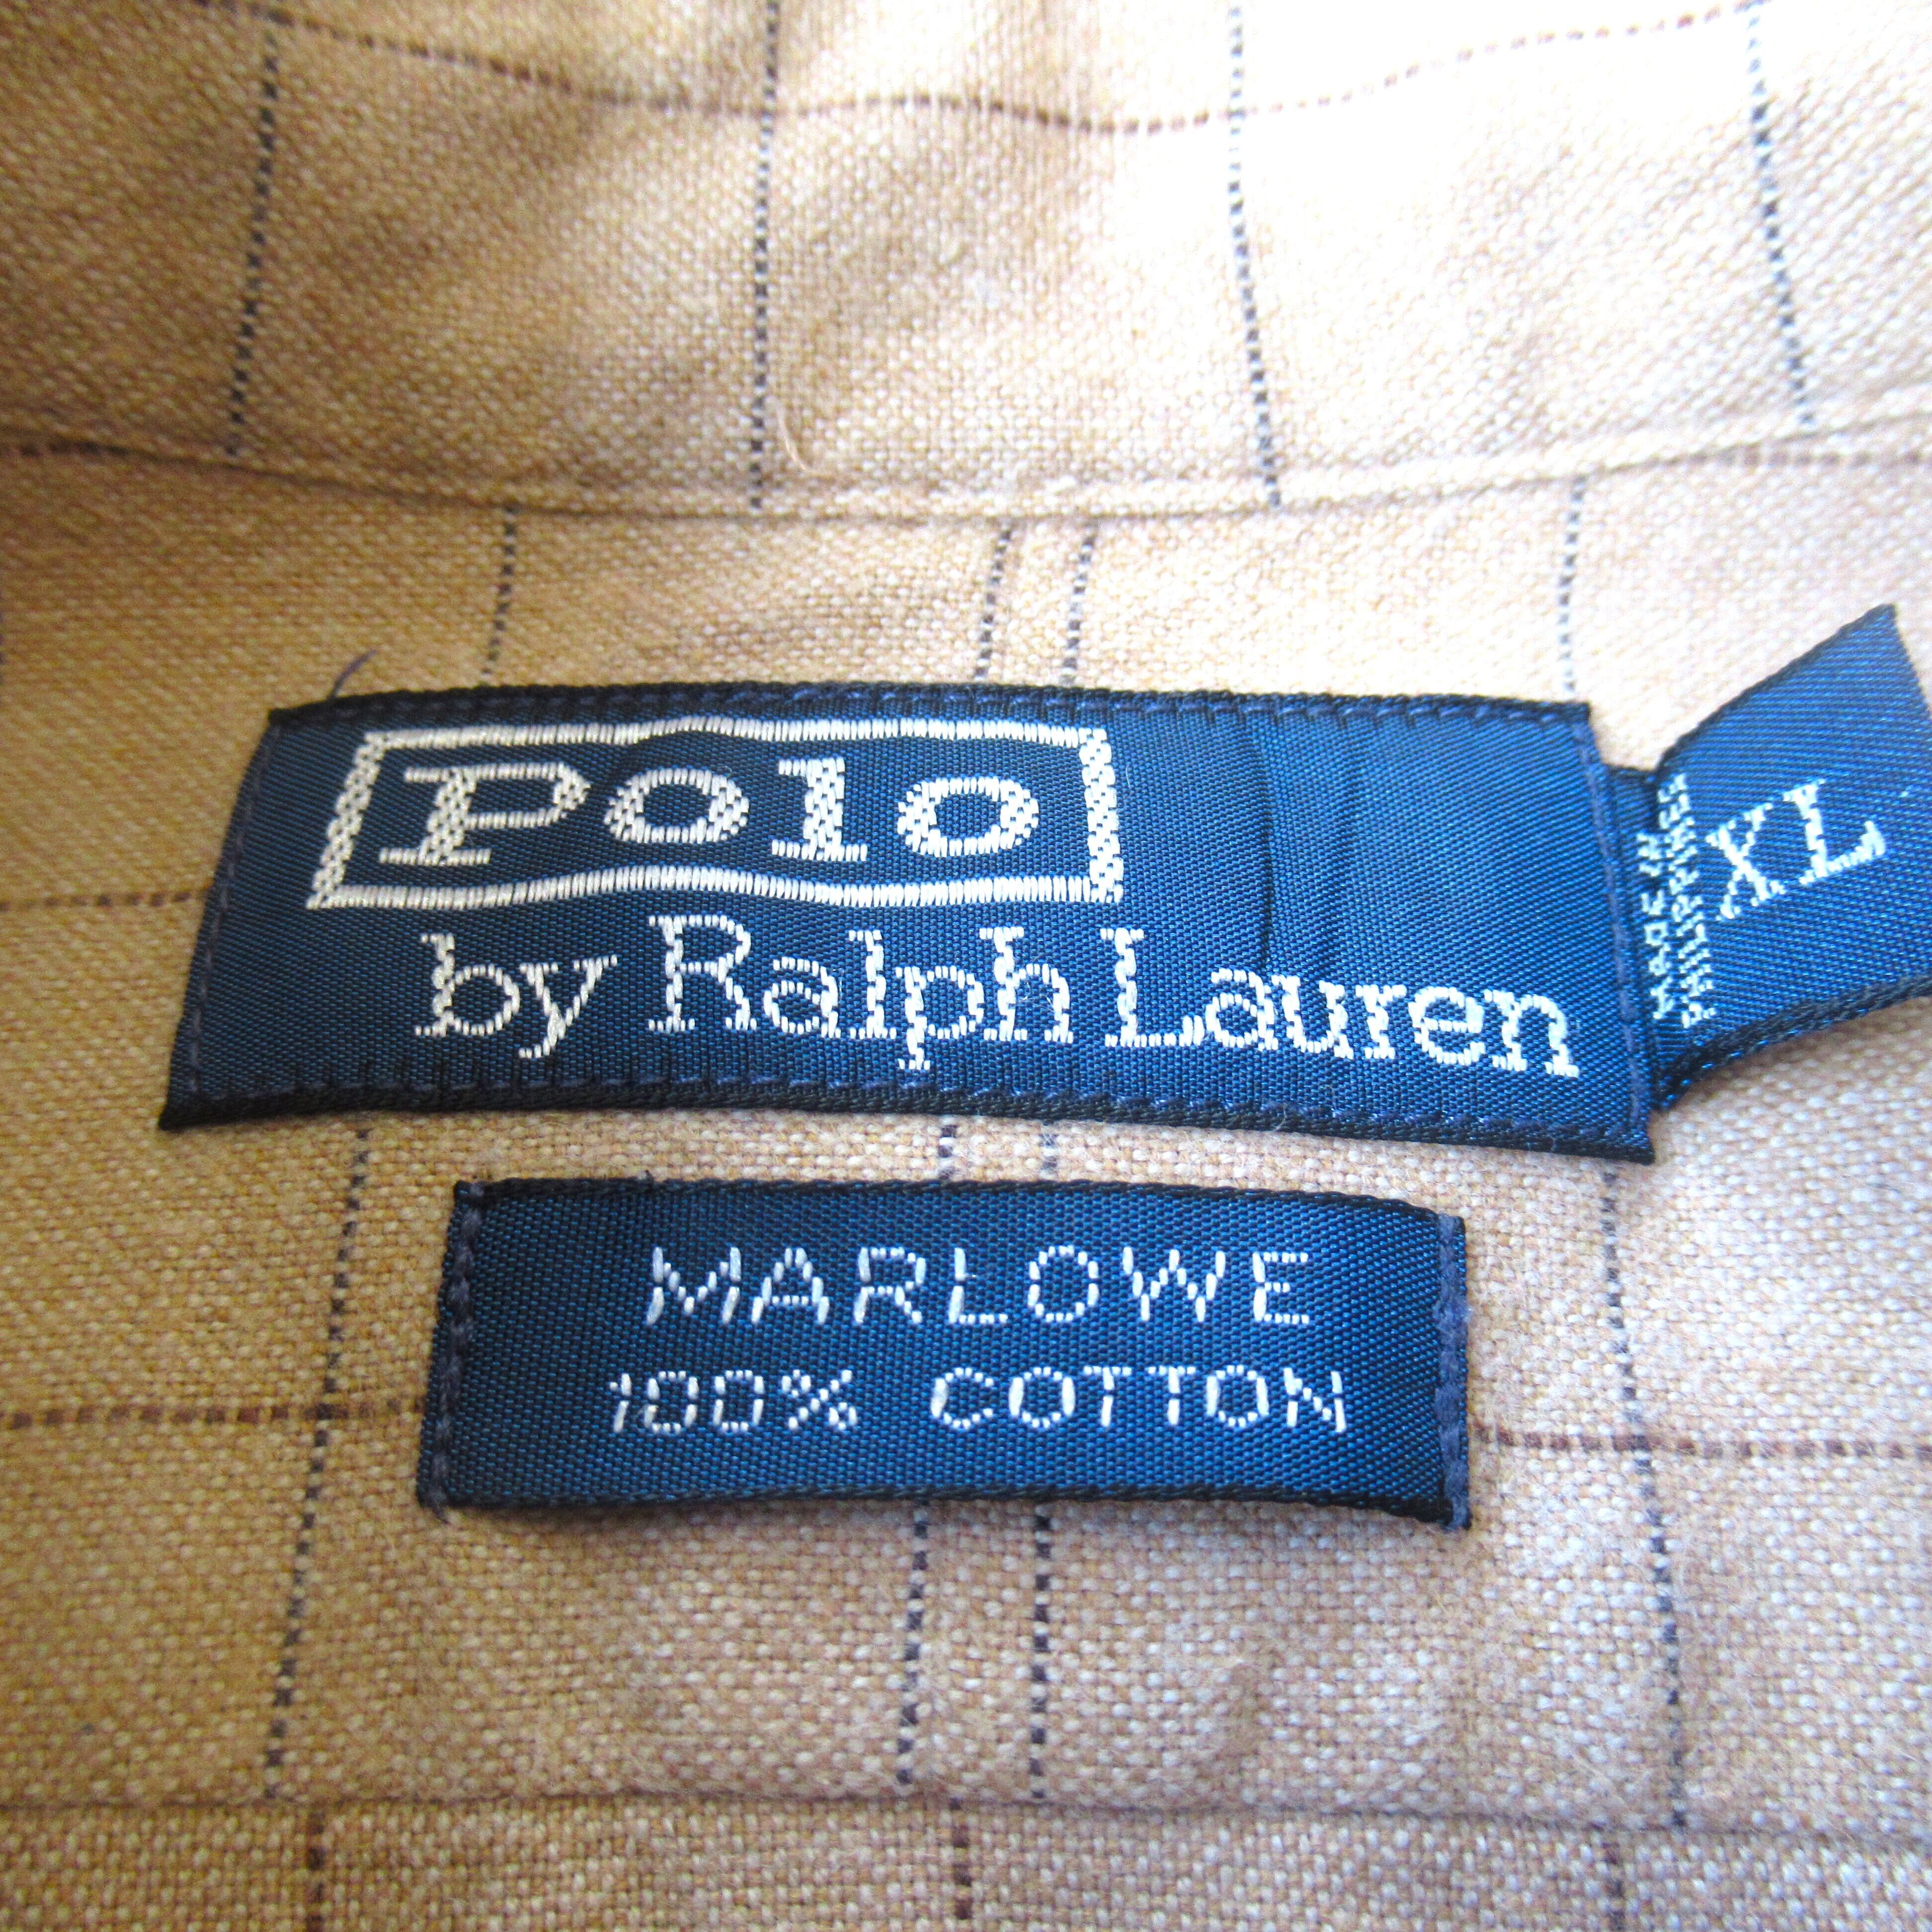 Polo
by Ralph Lauren
MADE IN
PHILIPPINES
XL
MARLOWE
100% COTTON